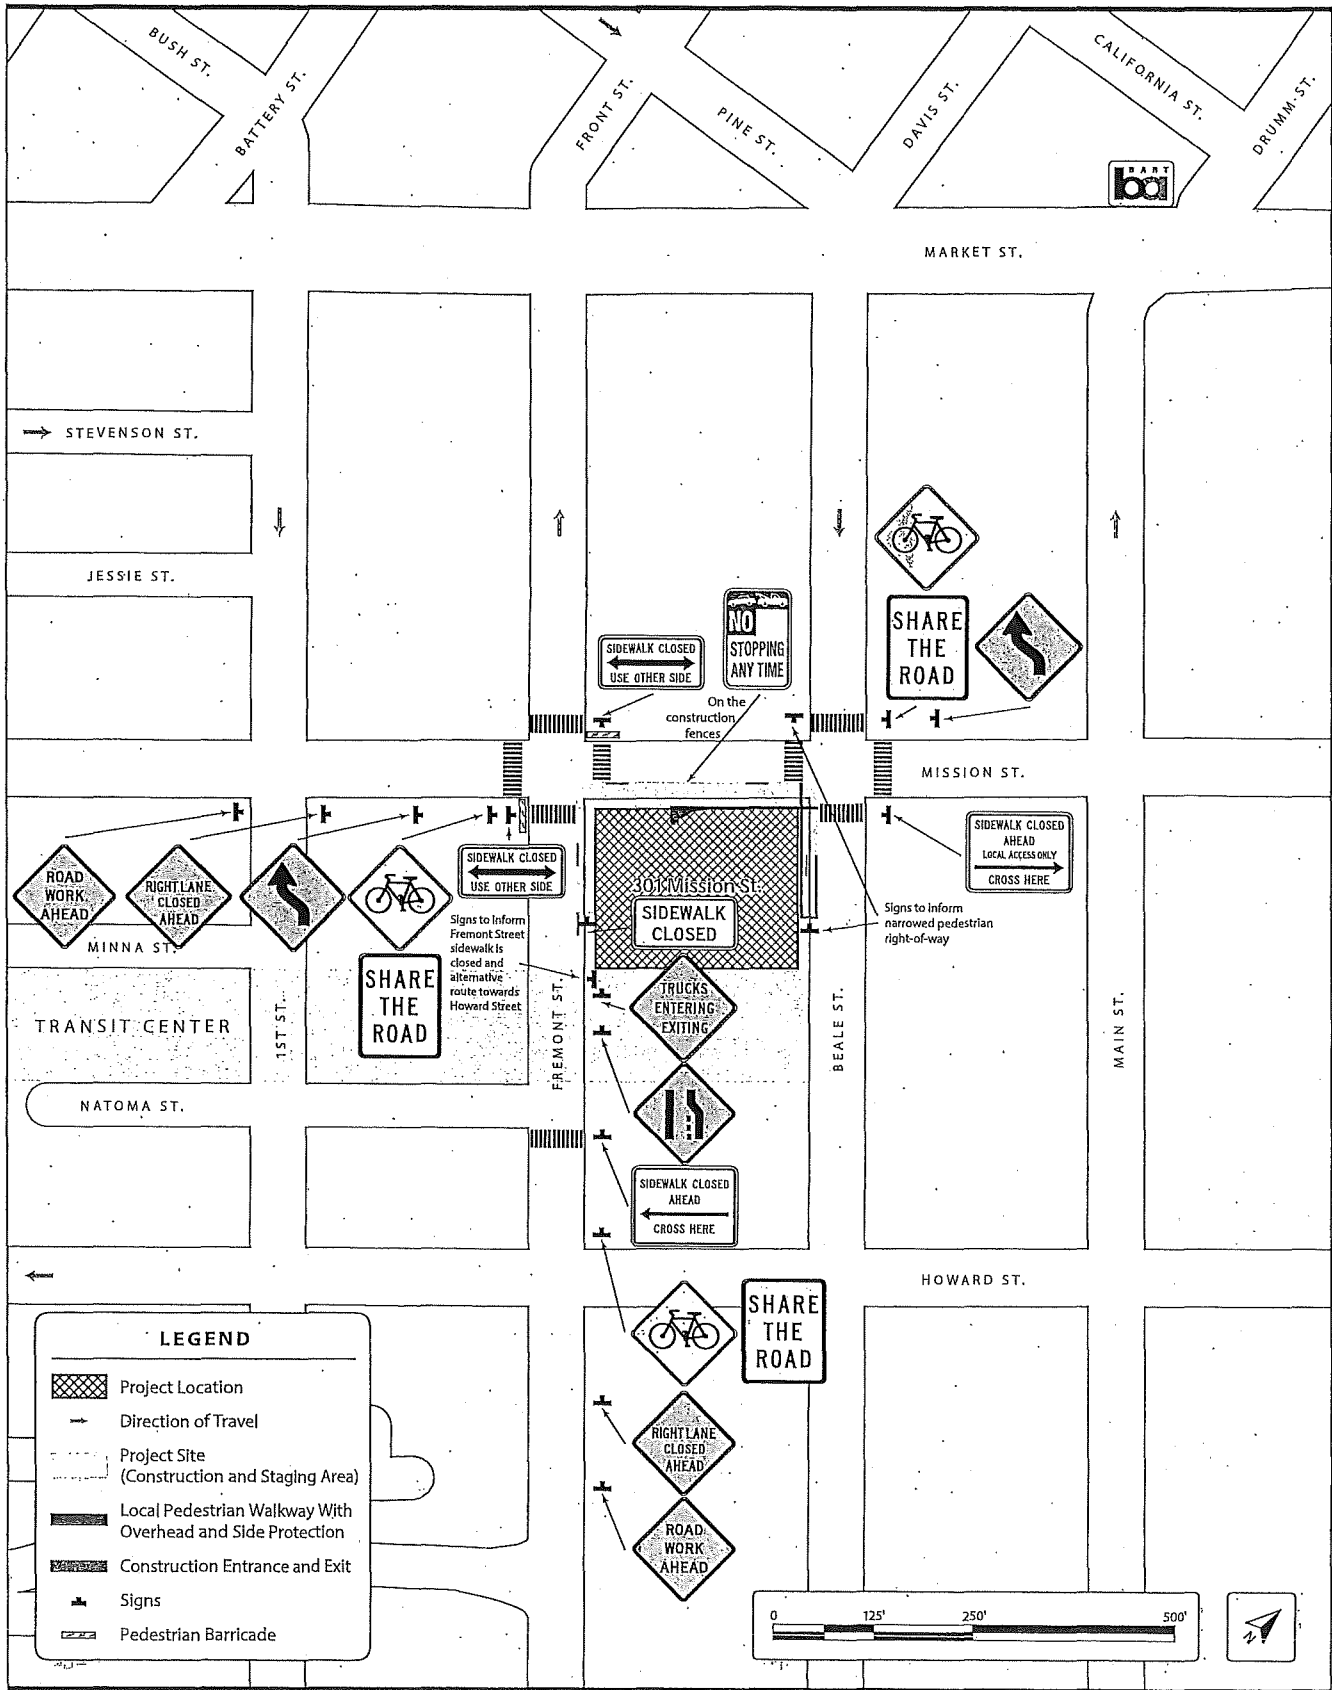 BUSH ST.
BATTERY ST.
FRONT ST.
PINE ST.
DAVIS ST.
CALIFORNIA ST.
DRUMM ST.
BART
ba
MARKET ST.
STEVENSON ST.
JESSIE ST.
SHARE
THE
ROAD
NO
STOPPING
ANY TIME
SIDEWALK CLOSED
USE OTHER SIDE
On the
construction
fences
MISSION ST.
ROAD
WORK
AHEAD
RIGHT LANE
CLOSED
AHEAD
SIDEWALK CLOSED
USE OTHER SIDE
SHARE
THE
ROAD
Signs to Inform
Fremont Street
sidewalk is
closed and
alternative
route towards
Howard Street
301 Mission St.
SIDEWALK
CLOSED
SIDEWALK CLOSED
AHEAD
LOCAL ACCESS ONLY
CROSS HERE
Signs to Inform
narrowed pedestrian
right-of-way
MINNA ST.
TRANSIT CENTER
1ST ST.
FREMONT ST.
BEALE ST.
MAIN ST.
TRUCKS
ENTERING
EXITING
NATOMA ST.
SIDEWALK CLOSED
AHEAD
CROSS HERE
HOWARD ST.
SHARE
THE
ROAD
RIGHT LANE
CLOSED
AHEAD
ROAD
WORK
AHEAD
LEGEND
Project Location
Direction of Travel
Project Site
(Construction and Staging Area)
Local Pedestrian Walkway With
Overhead and Side Protection
Construction Entrance and Exit
Signs
Pedestrian Barricade
0 125' 250' 500'
N